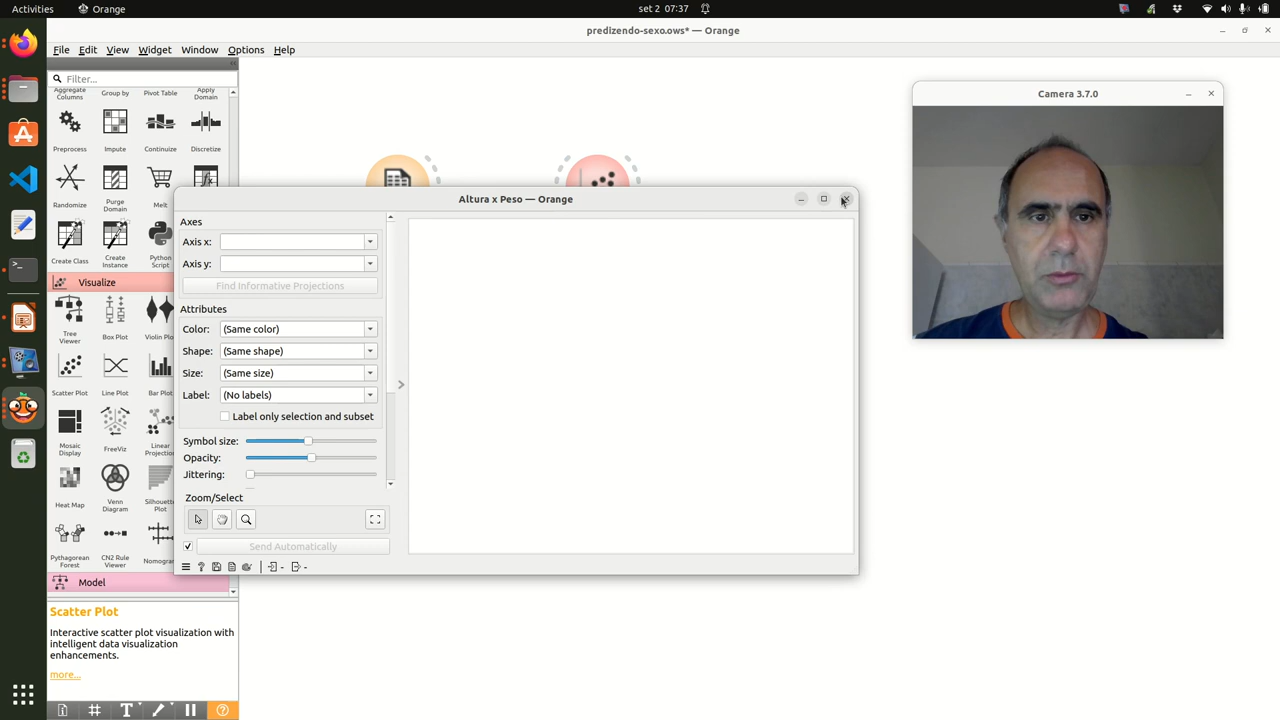 Activities
Orange
set 2 07:37
predizendo-sexo.ows* — Orange
File Edit View Widget Window Options Help
Filter...
Aggregate Columns
Group by
Pivot Table
Apply Domain
Preprocess
Impute
Continuize
Discretize
Randomize
Purge Domain
Melt
Create Class
Create Instance
Python Script
Visualize
Tree Viewer
Box Plot
Violin Plo
Scatter Plot
Line Plot
Bar Plot
Mosaic Display
FreeViz
Linear Projection
Heat Map
Venn Diagram
Silhouette Plot
Pythagorean Forest
CN2 Rule Viewer
Nomogram
Model
Scatter Plot
Interactive scatter plot visualization with
intelligent data visualization
enhancements.
more...
Altura x Peso — Orange
Axes
Axis x:
Axis y:
Find Informative Projections
Attributes
Color: (Same color)
Shape: (Same shape)
Size: (Same size)
Label: (No labels)
Label only selection and subset
Symbol size:
Opacity:
Jittering:
Zoom/Select
Send Automatically
Camera 3.7.0